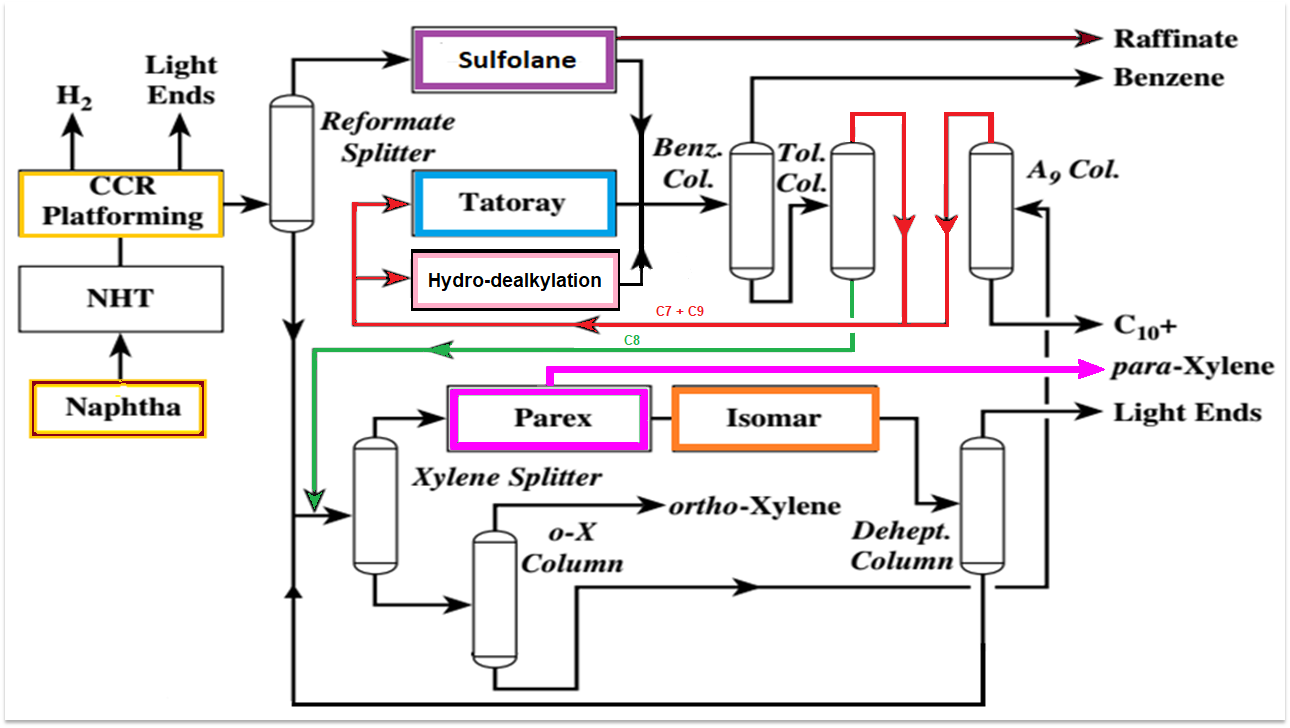 Sulfolane
Raffinate
Benzene
Light
Ends
H2
Reformate
Splitter
Benz.
Col.
Tol.
Col.
A9 Col.
CCR
Platforming
Tatoray
NHT
Hydro-dealkylation
C7 + C9
C10+
C8
para-Xylene
Naphtha
Parex
Isomar
Light Ends
Xylene Splitter
ortho-Xylene
o-X
Column
Dehept.
Column